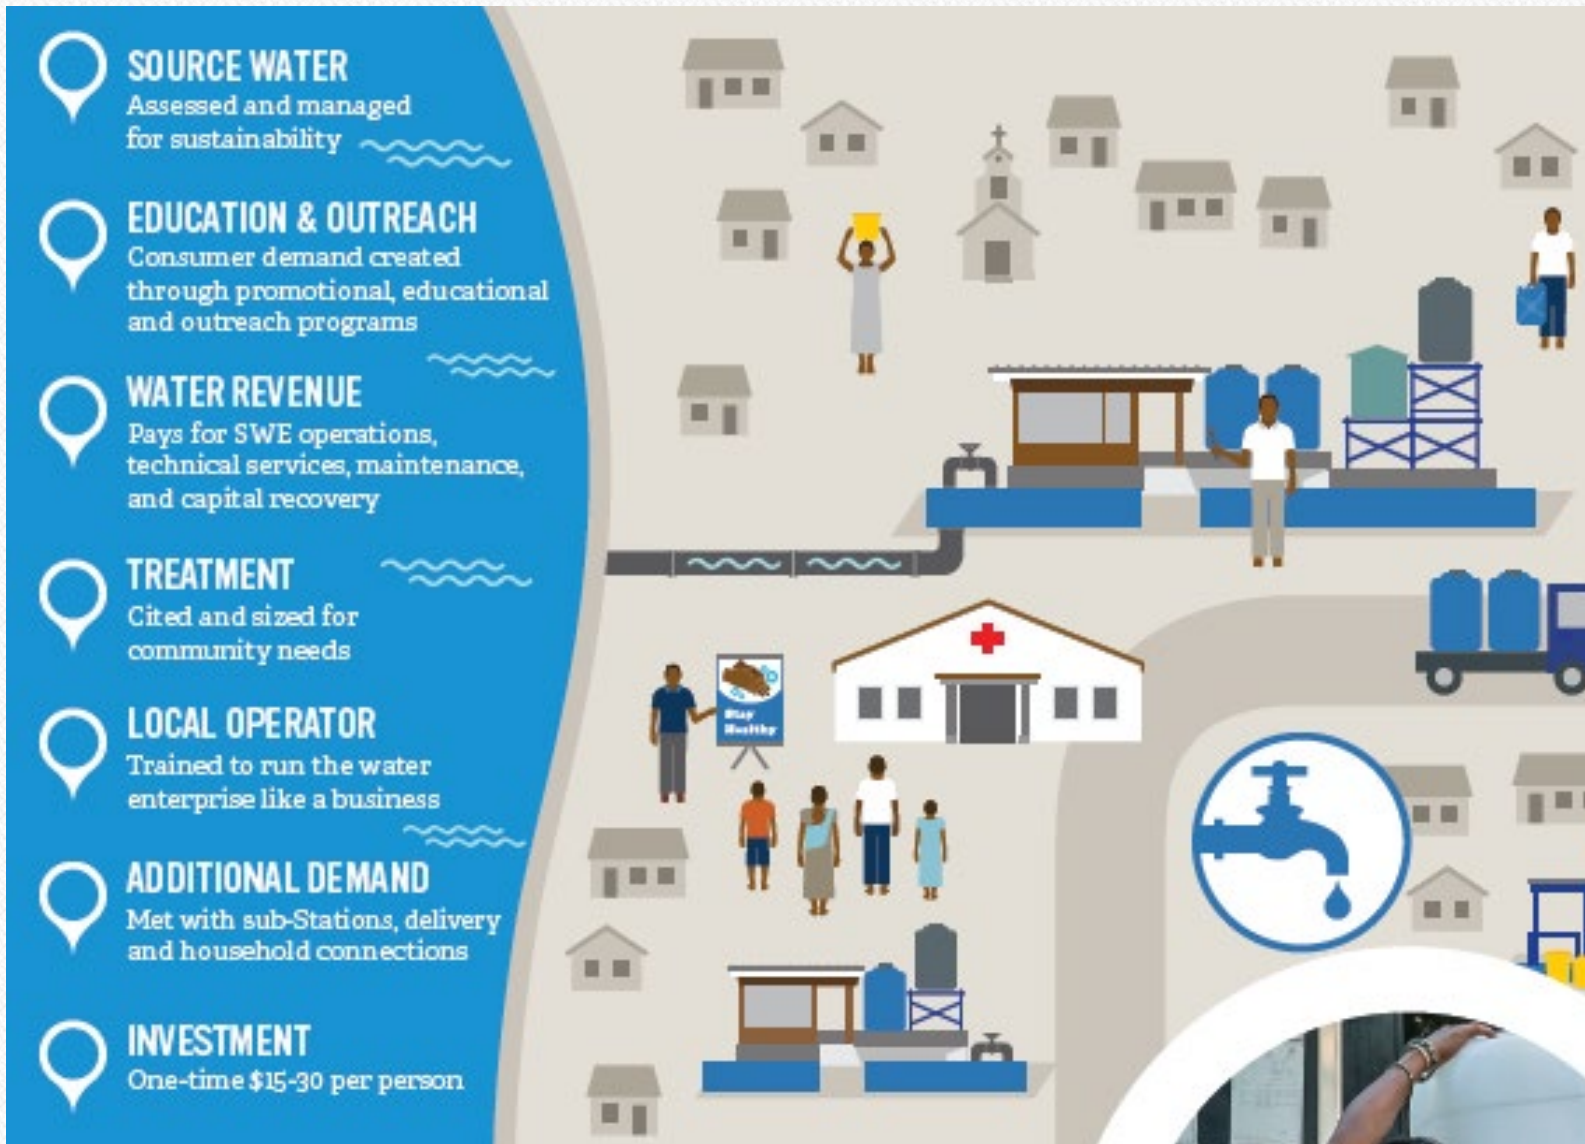 SOURCE WATER
Assessed and managed
for sustainability
EDUCATION & OUTREACH
Consumer demand created
through promotional, educational
and outreach programs
WATER REVENUE
Pays for SWE operations,
technical services, maintenance,
and capital recovery
TREATMENT
Cited and sized for
community needs
LOCAL OPERATOR
Trained to run the water
enterprise like a business
ADDITIONAL DEMAND
Met with sub-Stations, delivery
and household connections
INVESTMENT
One-time $15-30 per person
Stay
Healthy